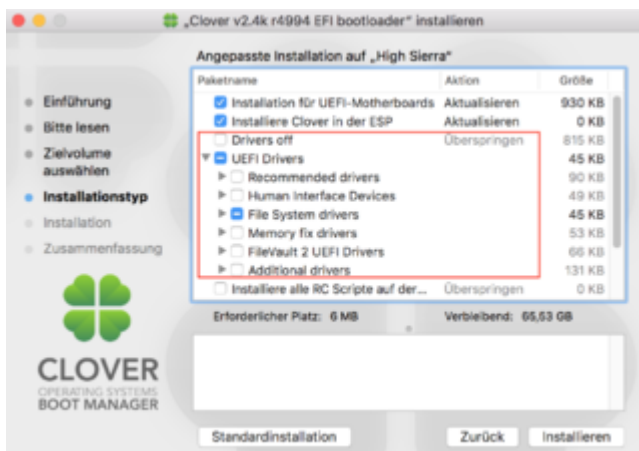 „Clover v2.4k r4994 EFI bootloader“ installieren
Angepasste Installation auf „High Sierra“
Paketname Aktion Größe
Installation für UEFI-Motherboards Aktualisieren 930 KB
Installiere Clover in der ESP Aktualisieren 0 KB
Drivers off Überspringen 815 KB
UEFI Drivers 45 KB
Recommended drivers 90 KB
Human Interface Devices 49 KB
File System drivers 45 KB
Memory fix drivers 53 KB
FileVault 2 UEFI Drivers 66 KB
Additional drivers 131 KB
Installiere alle RC Scripte auf der... Überspringen 0 KB
Erforderlicher Platz: 6 MB Verbleibend: 65,53 GB
Einführung
Bitte lesen
Zielvolume
auswählen
Installationstyp
Installation
Zusammenfassung
CLOVER
OPERATING SYSTEMS
BOOT MANAGER
Standardinstallation Zurück Installieren